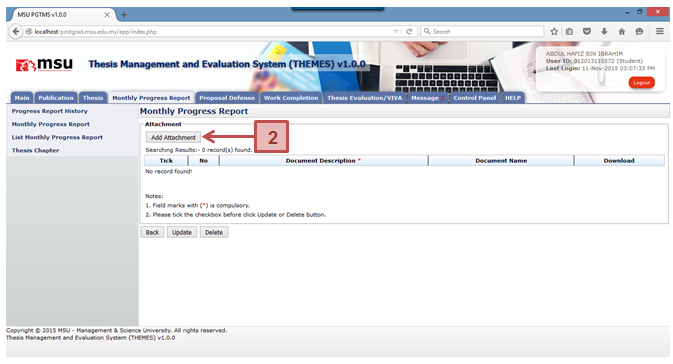 MSU PGTMS v1.0.0
localhost/postgrad.msu.edu.my/app/index.php
Search
msu
Thesis Management and Evaluation System (THEMES) v1.0.0
ABDUL HAFIZ BIN IBRAHIM
User ID: 012013110572 (Student)
Last Login: 11-Nov-2015 03:07:33 PM
Logout
Main Publication Thesis Monthly Progress Report Proposal Defense Work Completion Thesis Evaluation/VIVA Message Control Panel HELP
Progress Report History
Monthly Progress Report
List Monthly Progress Report
Thesis Chapter
Monthly Progress Report
Attachment
Add Attachment
2
Searching Results:- 0 record(s) found.
Tick No Document Description * Document Name Download
No record found!
Notes:
1. Field marks with (*) is compulsory.
2. Please tick the checkbox before click Update or Delete button.
Back Update Delete
Copyright © 2015 MSU - Management & Science University. All rights reserved.
Thesis Management and Evaluation System (THEMES) v1.0.0